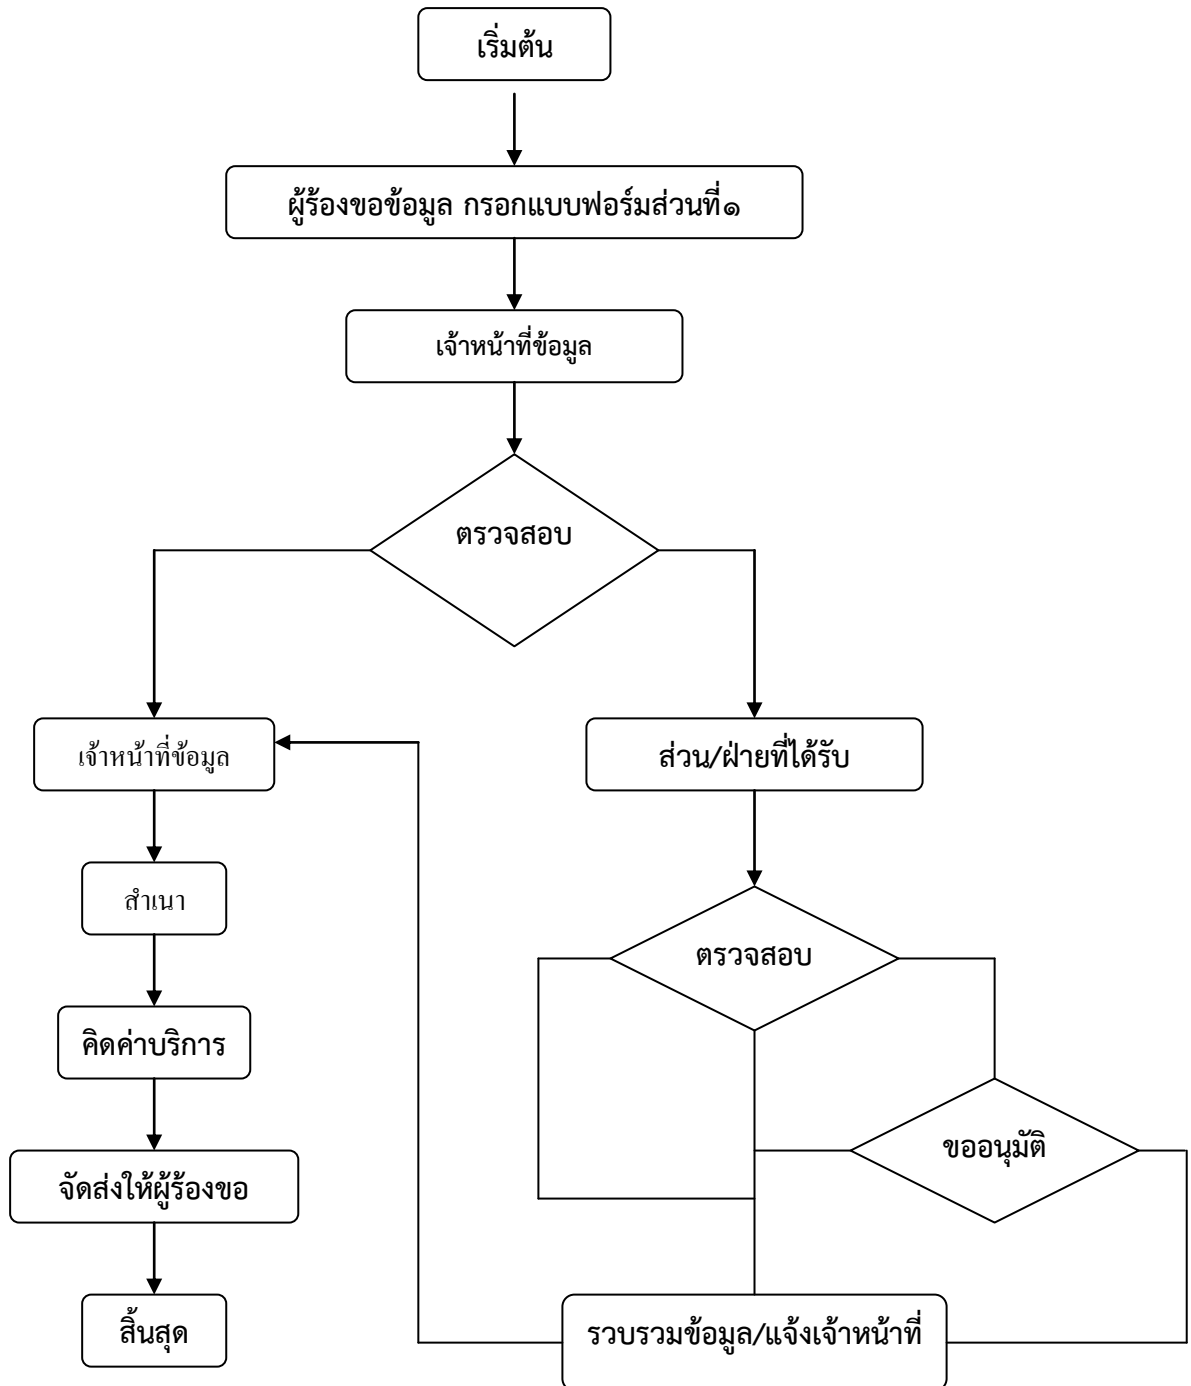 เริ่มต้น
ผู้ร้องขอข้อมูล กรอกแบบฟอร์มส่วนที่๑
เจ้าหน้าที่ข้อมูล
ตรวจสอบ
เจ้าหน้าที่ข้อมูล
ส่วน/ฝ่ายที่ได้รับ
สำเนา
ตรวจสอบ
คิดค่าบริการ
ขออนุมัติ
จัดส่งให้ผู้ร้องขอ
สิ้นสุด
รวบรวมข้อมูล/แจ้งเจ้าหน้าที่